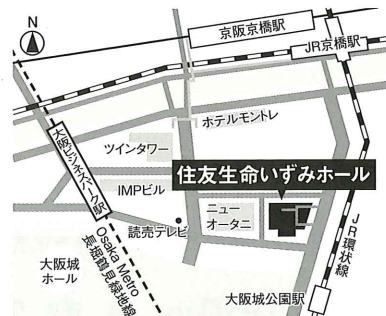 N
京阪京橋駅
JR京橋駅
ホテルモントレ
ツインタワー
大阪ビジネスパーク駅
住友生命いずみホール
IMPビル
ニュー
オータニ
読売テレビ
Osaka Metro
長堀鶴見緑地線
大阪城
ホール
JR環状線
大阪城公園駅